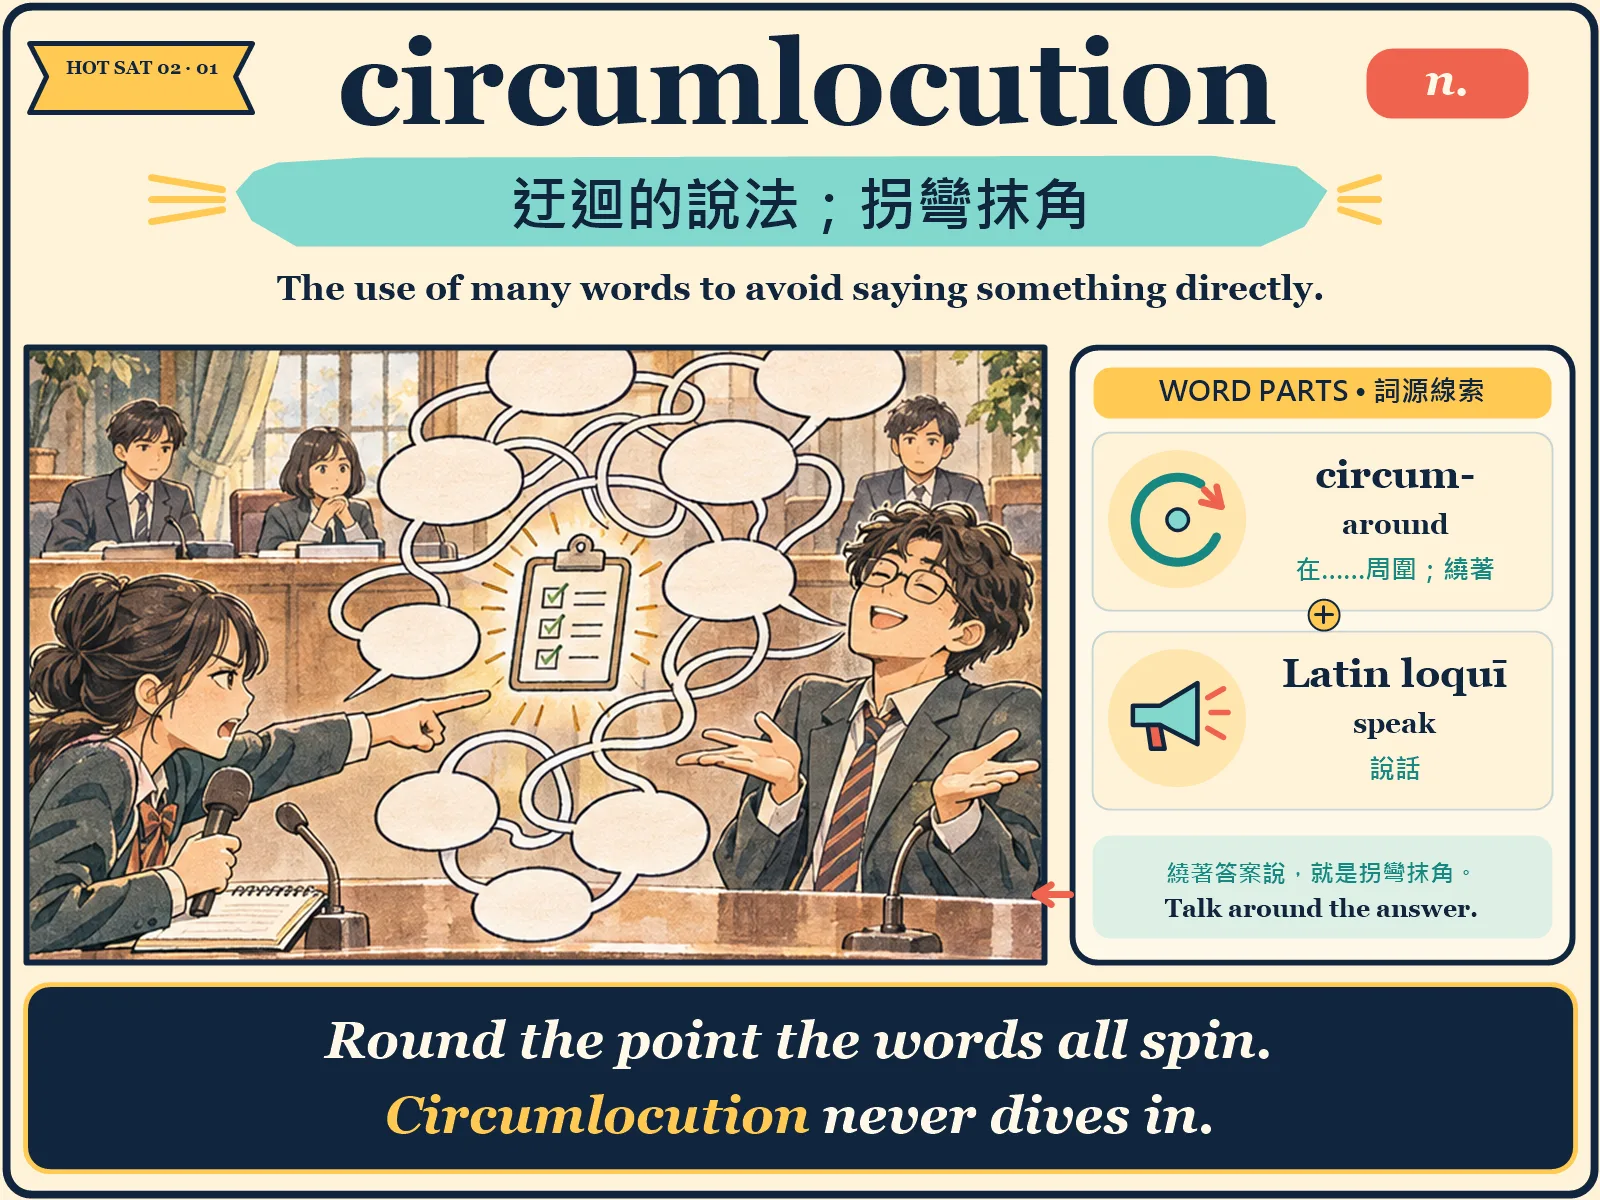 HOT SAT 02 · 01
circumlocution
n.
迂迴的說法；拐彎抹角
The use of many words to avoid saying something directly.
WORD PARTS • 詞源線索
circum-
around
在……周圍；繞著
Latin loquī
speak
說話
繞著答案說，就是拐彎抹角。
Talk around the answer.
Round the point the words all spin.
Circumlocution never dives in.